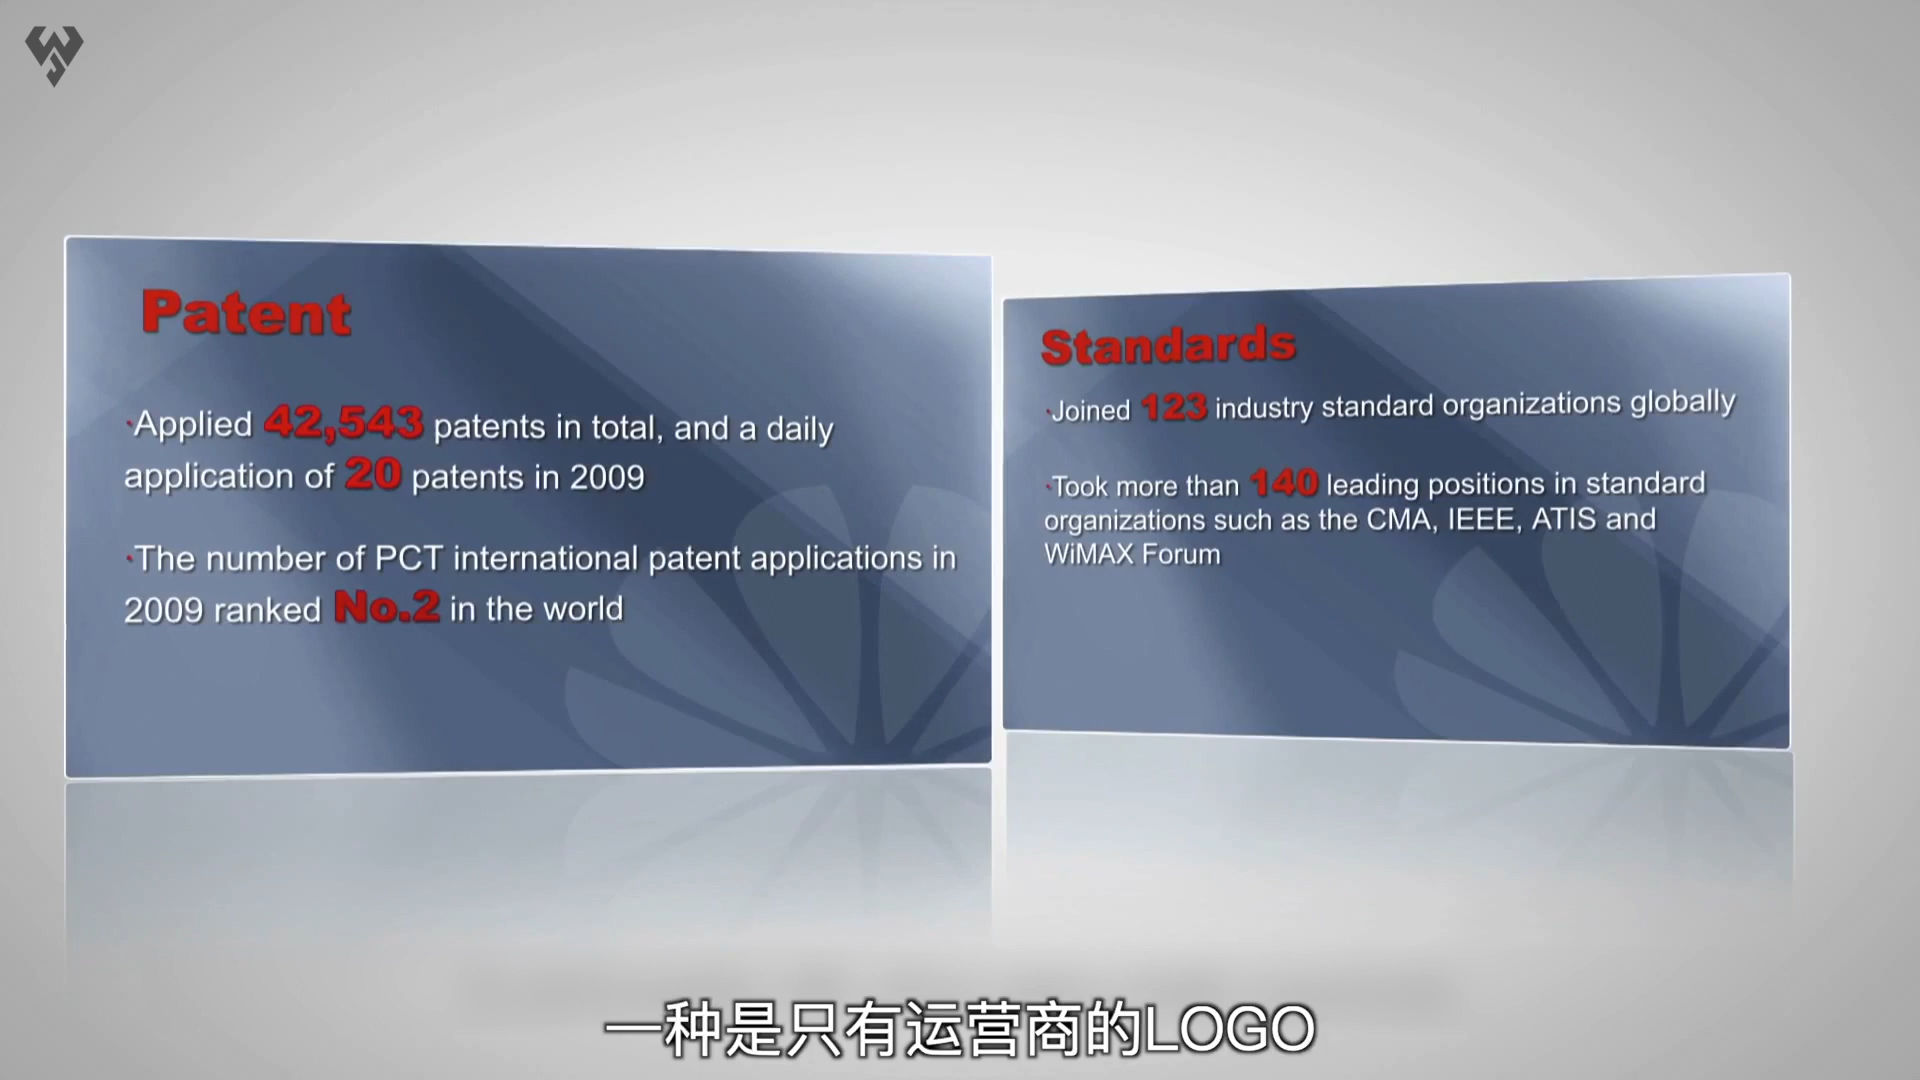 Patent
·Applied 42,543 patents in total, and a daily
application of 20 patents in 2009
·The number of PCT international patent applications in
2009 ranked No.2 in the world
Standards
·Joined 123 industry standard organizations globally
·Took more than 140 leading positions in standard
organizations such as the CMA, IEEE, ATIS and
WiMAX Forum
一种是只有运营商的LOGO